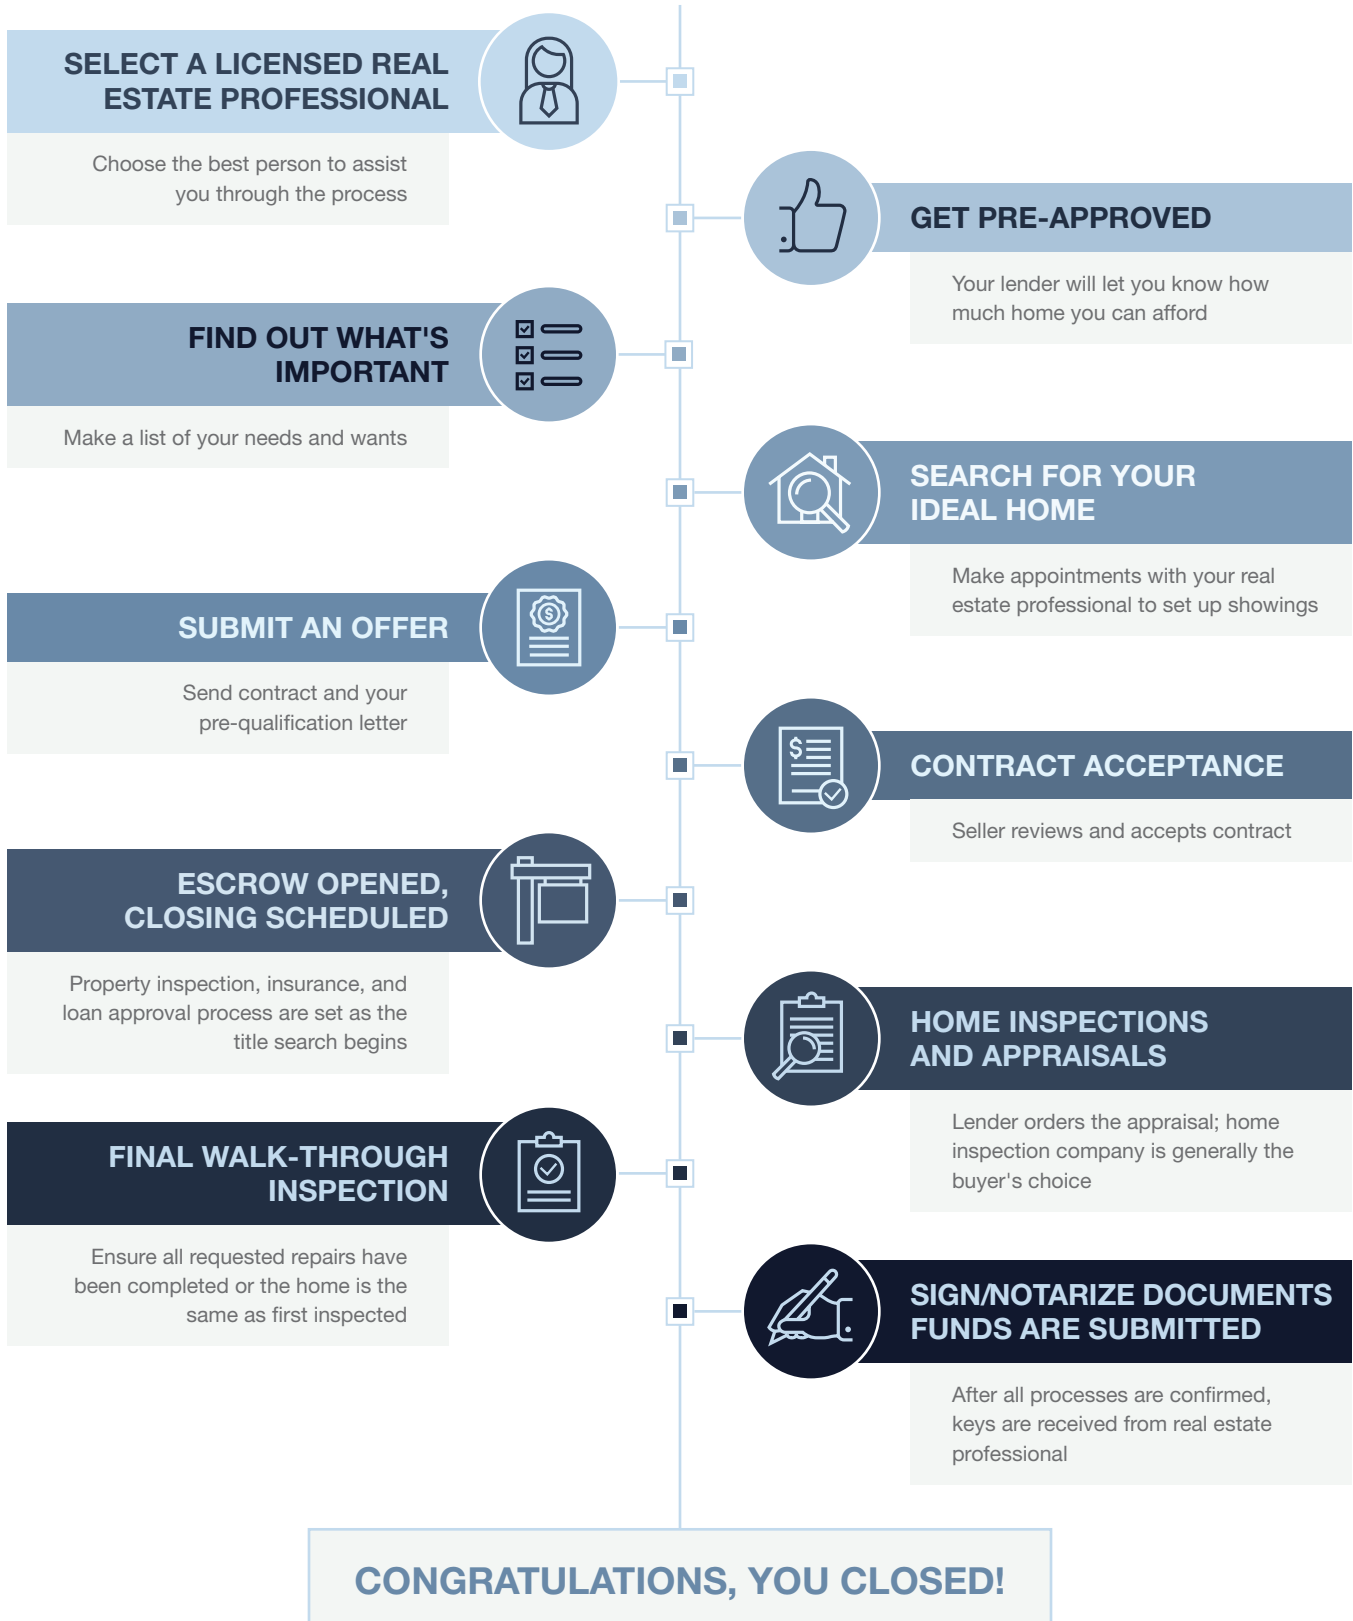 SELECT A LICENSED REAL
ESTATE PROFESSIONAL
Choose the best person to assist
you through the process
GET PRE-APPROVED
Your lender will let you know how
much home you can afford
FIND OUT WHAT'S
IMPORTANT
Make a list of your needs and wants
SEARCH FOR YOUR
IDEAL HOME
Make appointments with your real
estate professional to set up showings
SUBMIT AN OFFER
Send contract and your
pre-qualification letter
CONTRACT ACCEPTANCE
Seller reviews and accepts contract
ESCROW OPENED,
CLOSING SCHEDULED
Property inspection, insurance, and
loan approval process are set as the
title search begins
HOME INSPECTIONS
AND APPRAISALS
Lender orders the appraisal; home
inspection company is generally the
buyer's choice
FINAL WALK-THROUGH
INSPECTION
Ensure all requested repairs have
been completed or the home is the
same as first inspected
SIGN/NOTARIZE DOCUMENTS
FUNDS ARE SUBMITTED
After all processes are confirmed,
keys are received from real estate
professional
CONGRATULATIONS, YOU CLOSED!